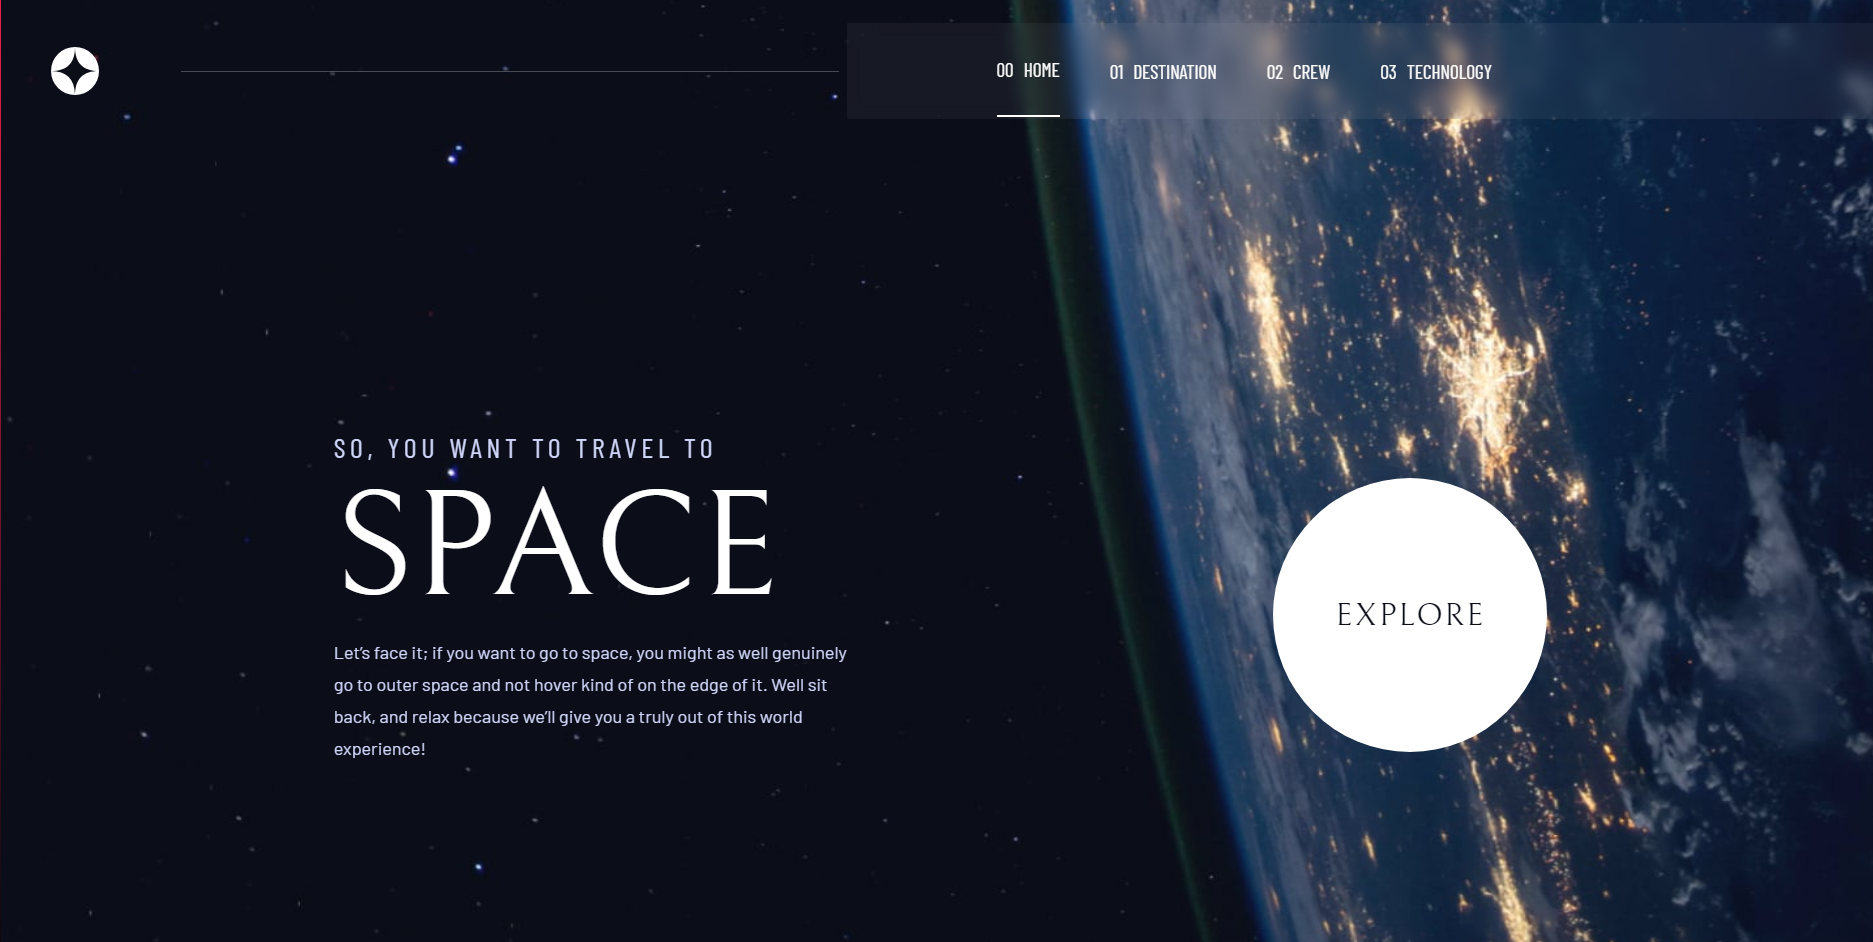 00 HOME 01 DESTINATION 02 CREW 03 TECHNOLOGY
SO, YOU WANT TO TRAVEL TO
SPACE
Let’s face it; if you want to go to space, you might as well genuinely
go to outer space and not hover kind of on the edge of it. Well sit
back, and relax because we’ll give you a truly out of this world
experience!
EXPLORE